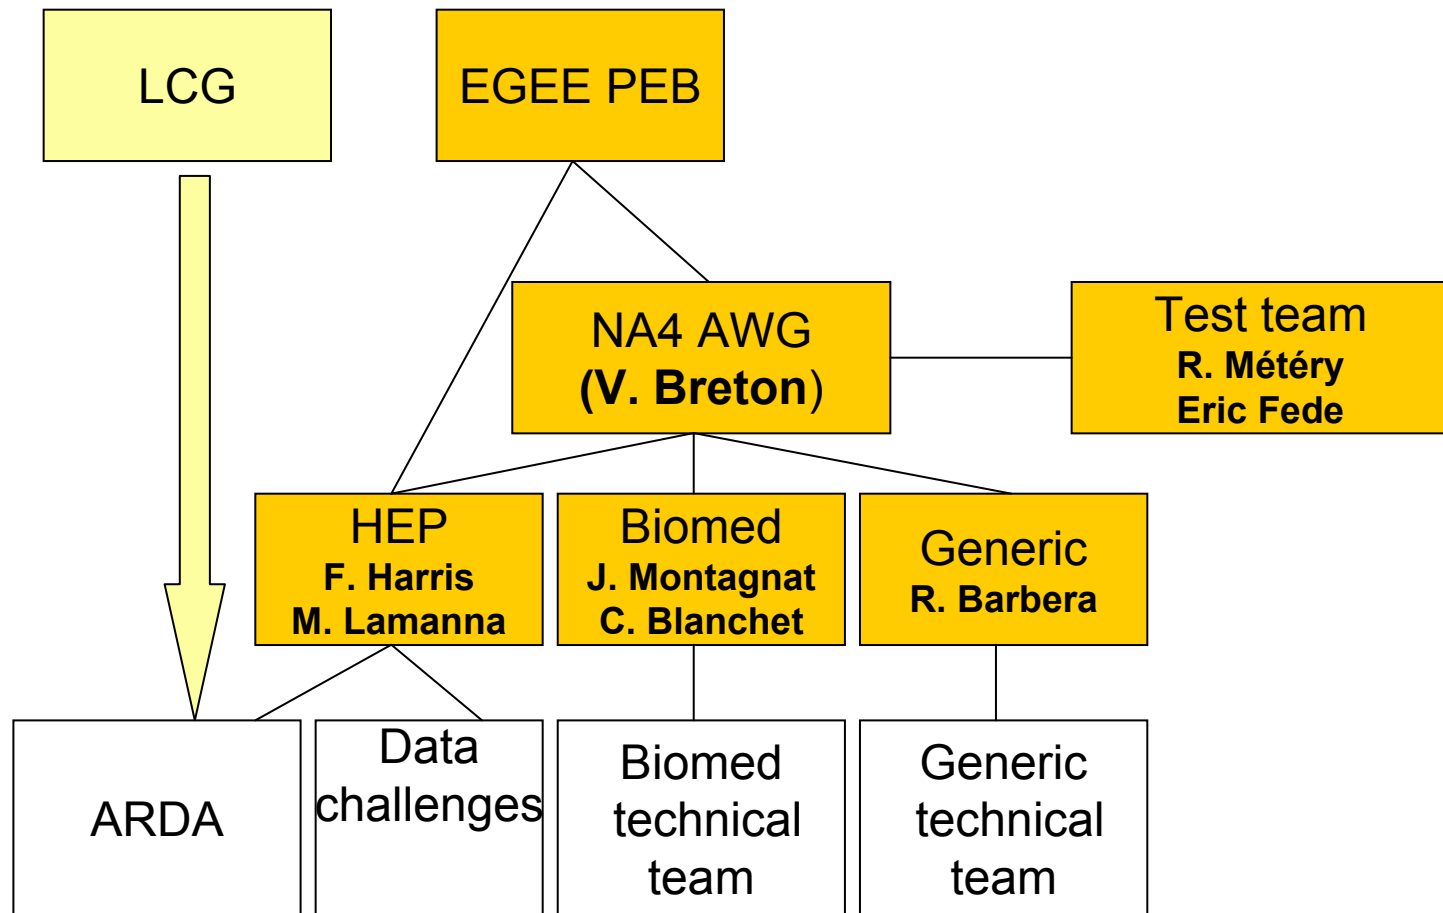 LCG
EGEE PEB
NA4 AWG
(V. Breton)
Test team
R. Météry
Eric Fede
HEP
F. Harris
M. Lamanna
Biomed
J. Montagnat
C. Blanchet
Generic
R. Barbera
ARDA
Data
challenges
Biomed
technical
team
Generic
technical
team